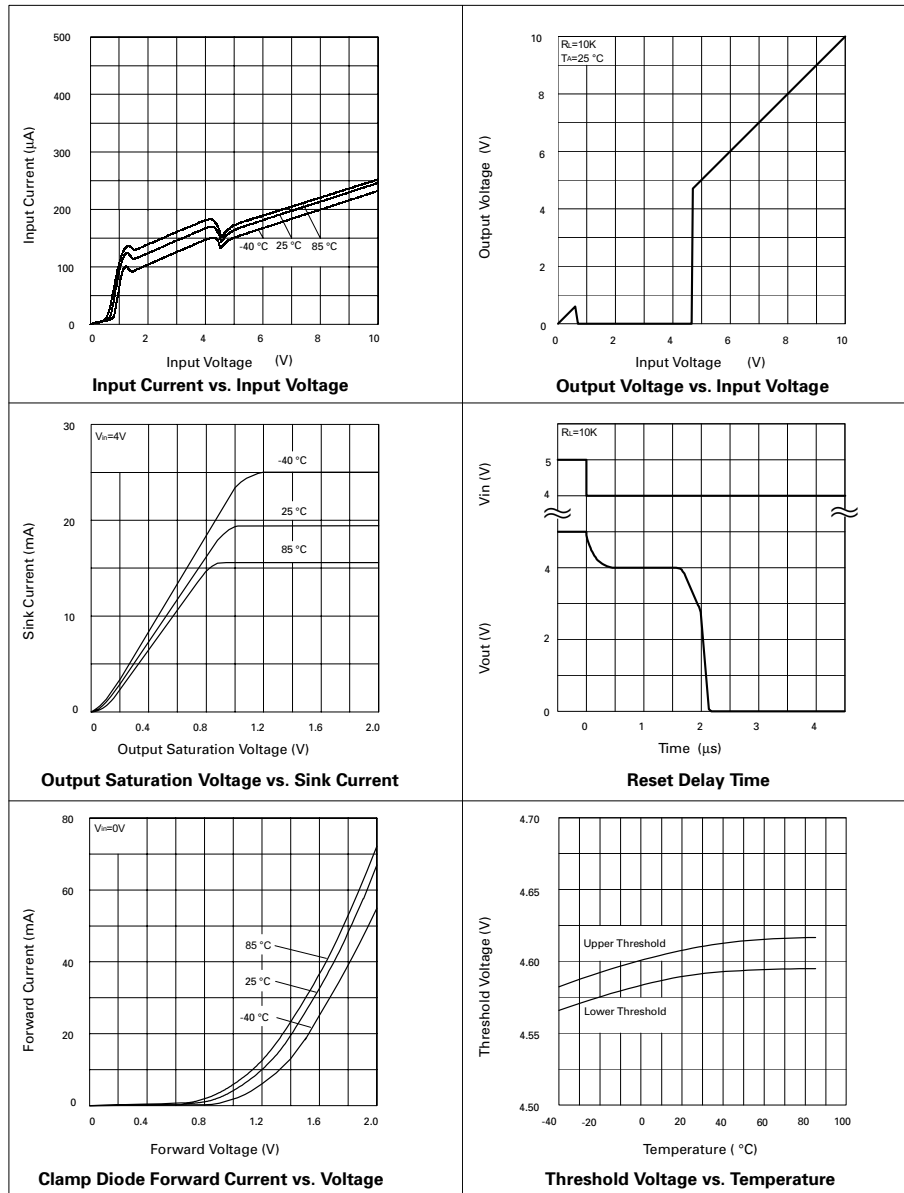 500
400
300
200
100
0
Input Current (μA)
-40 °C
25 °C
85 °C
0 2 4 6 8 10
Input Voltage (V)
Input Current vs. Input Voltage
RL=10K
TA=25 °C
10
8
6
4
2
0
Output Voltage (V)
0 2 4 6 8 10
Input Voltage (V)
Output Voltage vs. Input Voltage
Vin=4V
30
20
10
0
Sink Current (mA)
-40 °C
25 °C
85 °C
0 0.4 0.8 1.2 1.6 2.0
Output Saturation Voltage (V)
Output Saturation Voltage vs. Sink Current
RL=10K
5
4
Vin (V)
4
2
0
Vout (V)
0 1 2 3 4
Time (μs)
Reset Delay Time
Vin=0V
80
60
40
20
0
Forward Current (mA)
85 °C
25 °C
-40 °C
0 0.4 0.8 1.2 1.6 2.0
Forward Voltage (V)
Clamp Diode Forward Current vs. Voltage
4.70
4.65
4.60
4.55
4.50
Threshold Voltage (V)
Upper Threshold
Lower Threshold
-40 -20 0 20 40 60 80 100
Temperature ( °C)
Threshold Voltage vs. Temperature